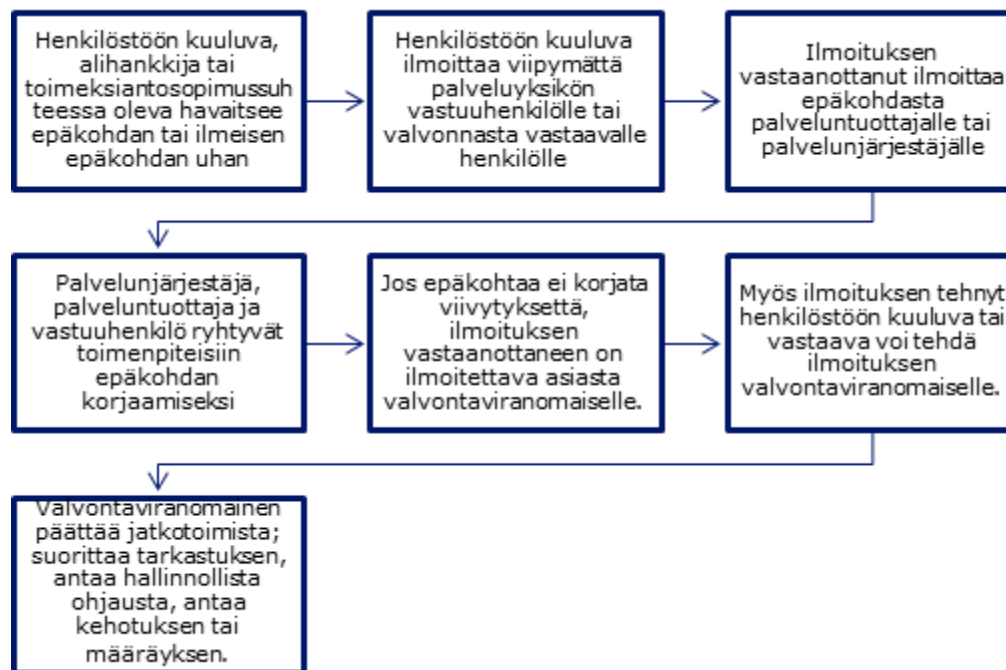 Henkilöstöön kuuluva,
alihankkija tai
toimeksiantosopimussuh
teessa oleva havaitsee
epäkohdan tai ilmeisen
epäkohdan uhan
Henkilöstöön kuuluva
ilmoittaa viipymättä
palveluyksikön
vastuuhenkilölle tai
valvonnasta vastaavalle
henkilölle
Ilmoituksen
vastaanottanut ilmoittaa
epäkohdasta
palveluntuottajalle tai
palvelunjärjestäjälle
Palvelunjärjestäjä,
palveluntuottaja ja
vastuuhenkilö ryhtyvät
toimenpiteisiin
epäkohdan
korjaamiseksi
Jos epäkohtaa ei korjata
viivytyksettä,
ilmoituksen
vastaanottaneen on
ilmoitettava asiasta
valvontaviranomaiselle.
Myös ilmoituksen tehnyt
henkilöstöön kuuluva tai
vastaava voi tehdä
ilmoituksen
valvontaviranomaiselle.
Valvontaviranomainen
päättää jatkotoimista;
suorittaa tarkastuksen,
antaa hallinnollista
ohjausta, antaa
kehotuksen tai
määräyksen.